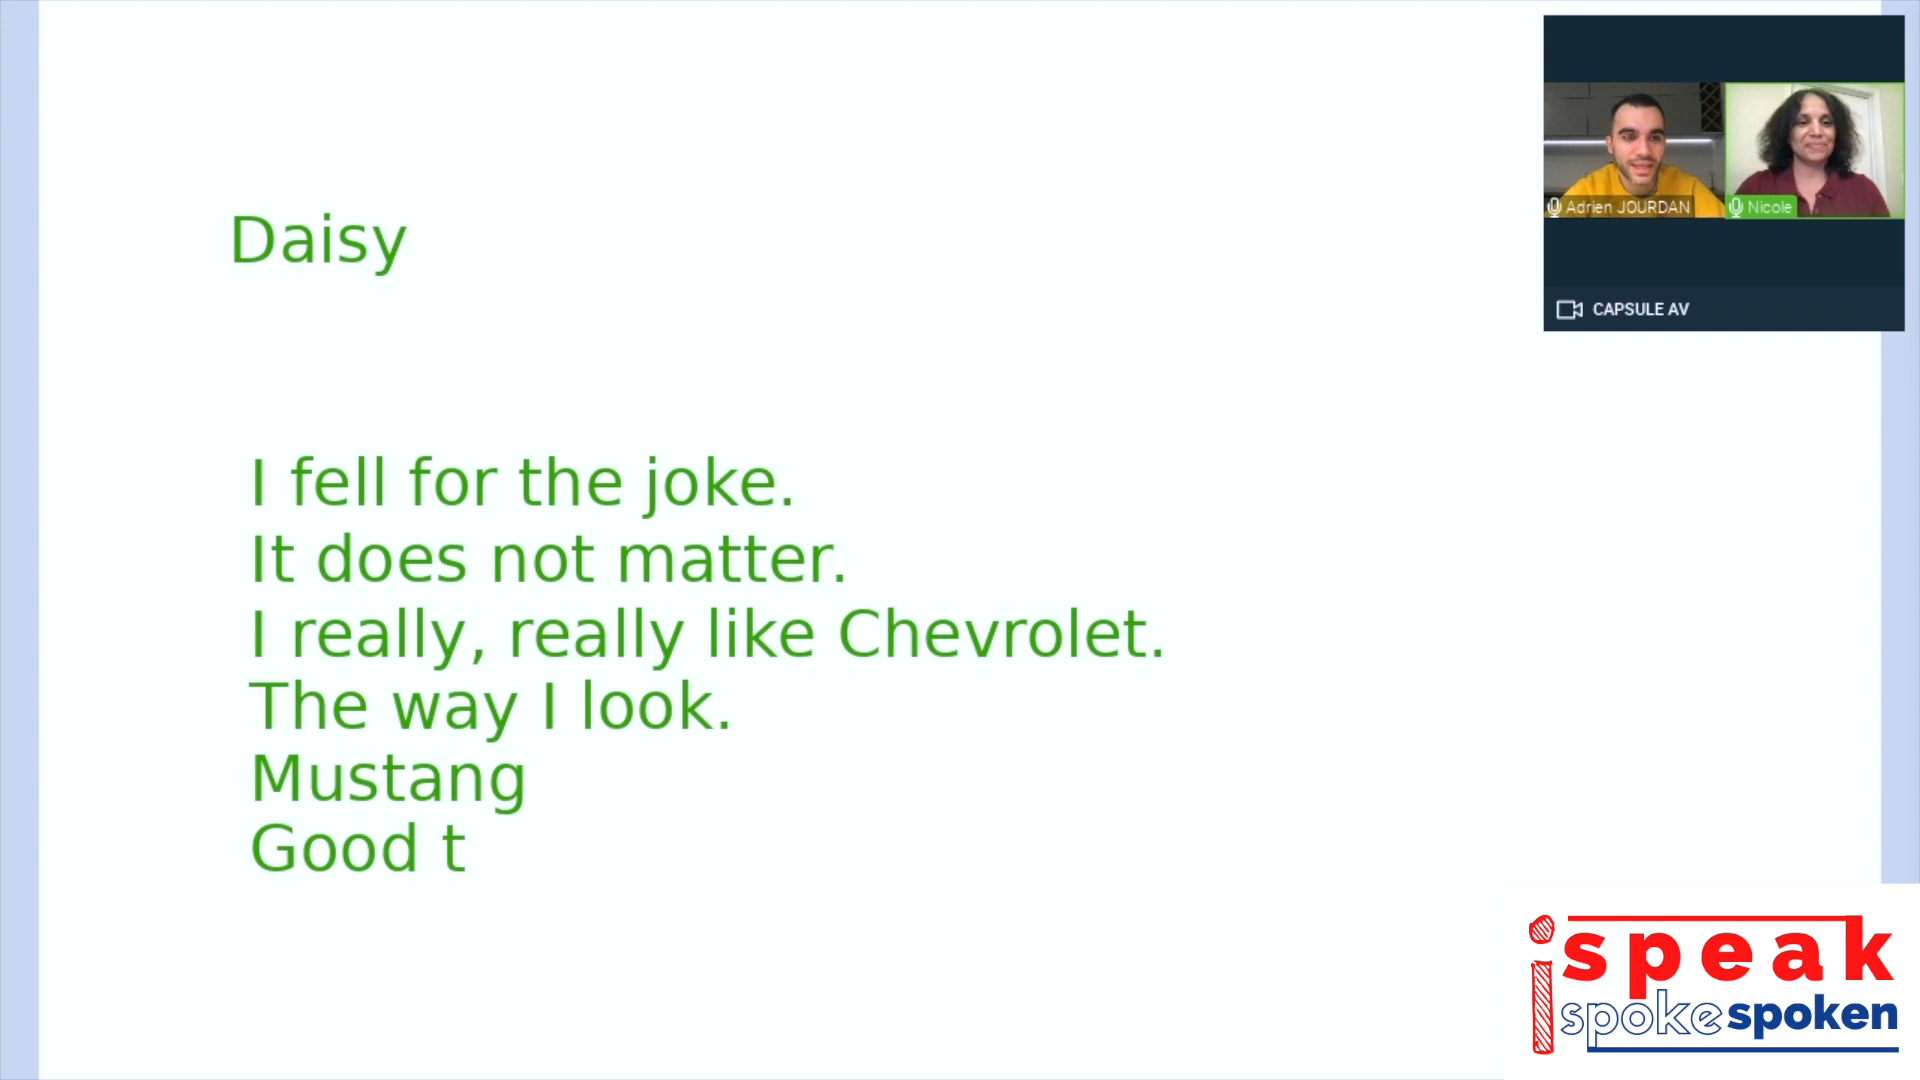 Daisy
I fell for the joke.
It does not matter.
I really, really like Chevrolet.
The way I look.
Mustang
Good t
Adrien JOURDAN
Nicole
CAPSULE AV
ispeak
ispoke spoken